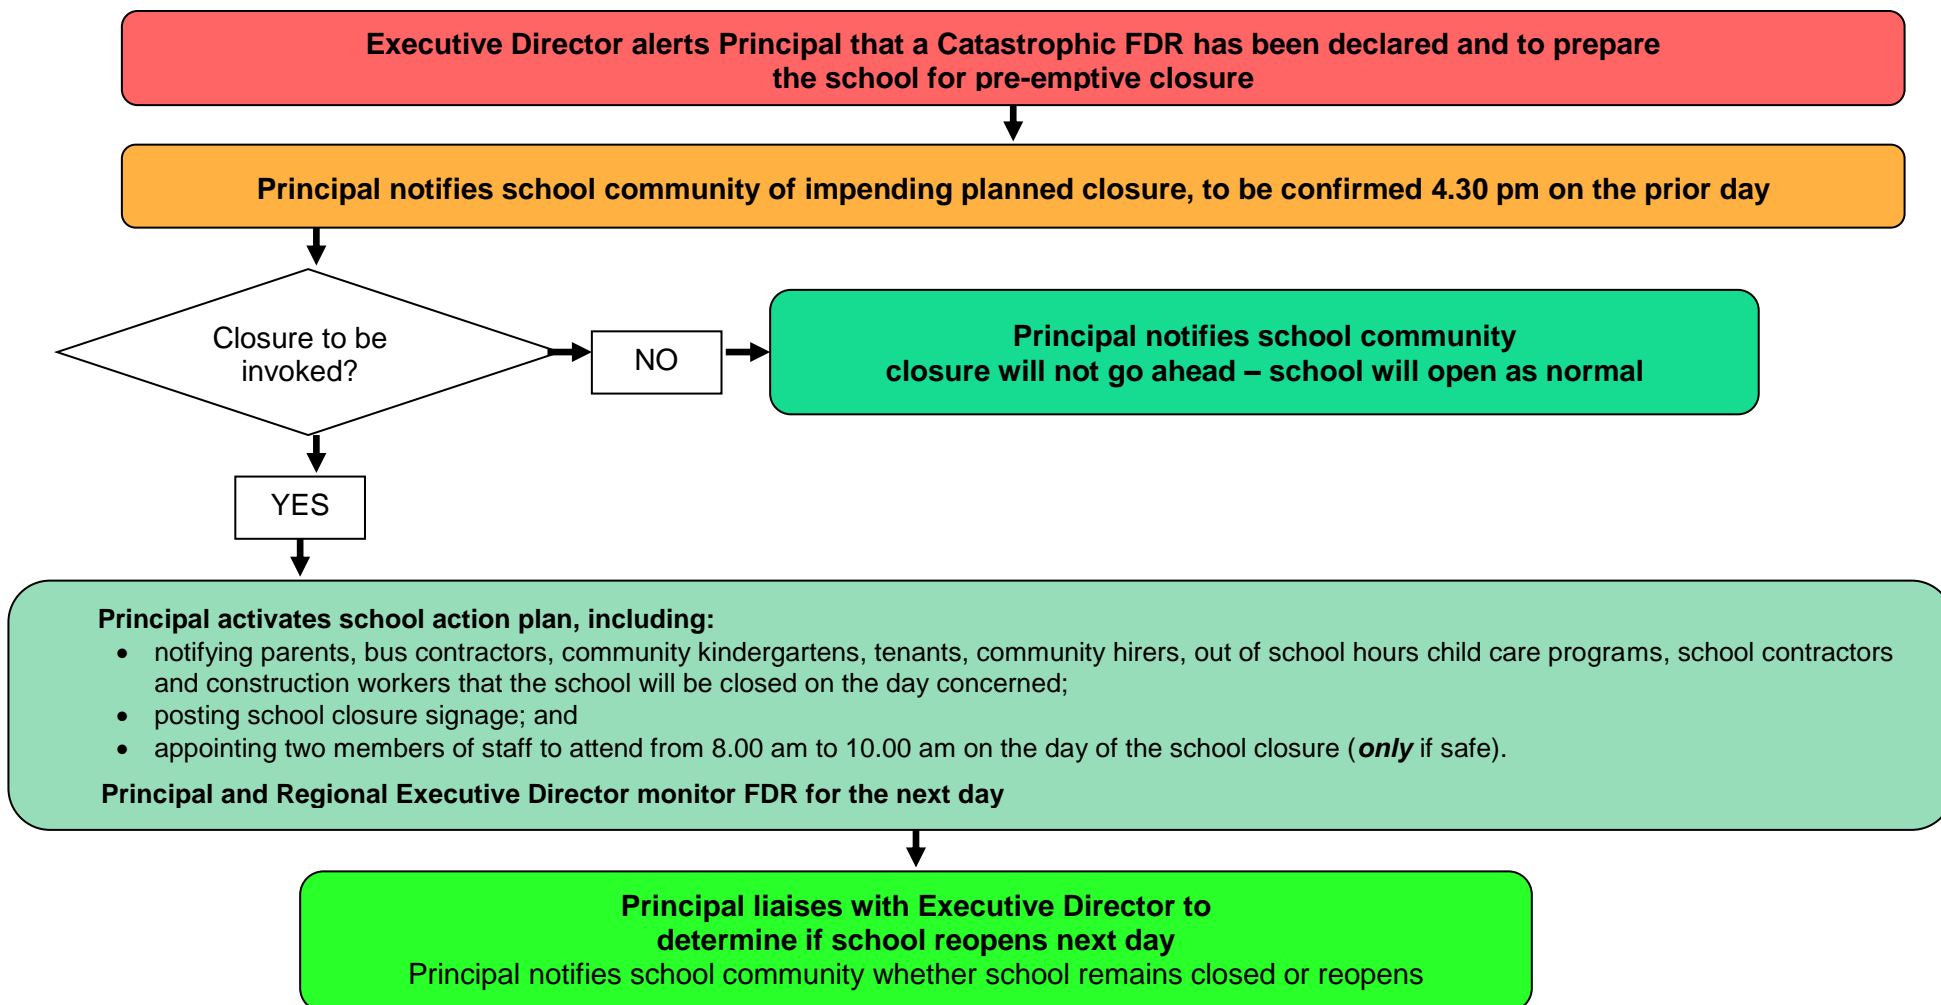 Executive Director alerts Principal that a Catastrophic FDR has been declared and to prepare
the school for pre-emptive closure
Principal notifies school community of impending planned closure, to be confirmed 4.30 pm on the prior day
Closure to be
invoked?
NO
Principal notifies school community
closure will not go ahead – school will open as normal
YES
Principal activates school action plan, including:
• notifying parents, bus contractors, community kindergartens, tenants, community hirers, out of school hours child care programs, school contractors
and construction workers that the school will be closed on the day concerned;
• posting school closure signage; and
• appointing two members of staff to attend from 8.00 am to 10.00 am on the day of the school closure (only if safe).
Principal and Regional Executive Director monitor FDR for the next day
Principal liaises with Executive Director to
determine if school reopens next day
Principal notifies school community whether school remains closed or reopens